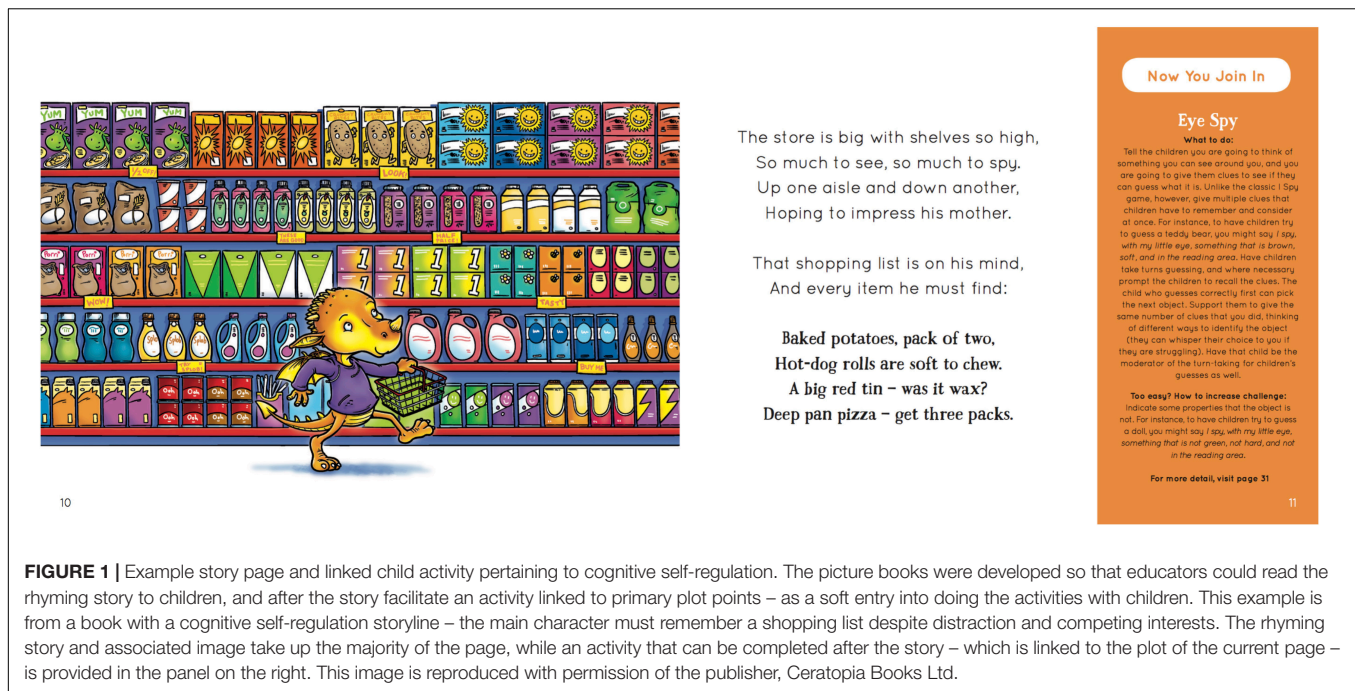 YUM YUM YUM YUM
1/2 OFF!
LOOK!
HALF PRICE!
Porri Porri Porri Porri
1 1 1
1 1 1
WOW!
TASTY
Ooh Ooh Ooh Ooh
BUY ME
10
The store is big with shelves so high,
So much to see, so much to spy.
Up one aisle and down another,
Hoping to impress his mother.
That shopping list is on his mind,
And every item he must find:
Baked potatoes, pack of two,
Hot-dog rolls are soft to chew.
A big red tin – was it wax?
Deep pan pizza – get three packs.
Now You Join In
Eye Spy
What to do:
Tell the children you are going to think of
something you can see around you, and you
are going to give them clues to see if they
can guess what it is. Unlike the classic I Spy
game, however, give multiple clues that
children have to remember and consider
at once. For instance, to have children try
to guess a teddy bear, you might say I spy,
with my little eye, something that is brown,
soft, and in the reading area. Have children
take turns guessing, and where necessary
prompt the children to recall the clues. The
child who guesses correctly first can pick
the next object. Support them to give the
same number of clues that you did, thinking
of different ways to identify the object
(they can whisper their choice to you if
they are struggling). Have that child be the
moderator of the turn-taking for children's
guesses as well.
Too easy? How to increase challenge:
Indicate some properties that the object is
not. For instance, to have children try to guess
a doll, you might say I spy, with my little eye,
something that is not green, not hard, and not
in the reading area.
For more detail, visit page 31
11
FIGURE 1 | Example story page and linked child activity pertaining to cognitive self-regulation. The picture books were developed so that educators could read the
rhyming story to children, and after the story facilitate an activity linked to primary plot points – as a soft entry into doing the activities with children. This example is
from a book with a cognitive self-regulation storyline – the main character must remember a shopping list despite distraction and competing interests. The rhyming
story and associated image take up the majority of the page, while an activity that can be completed after the story – which is linked to the plot of the current page –
is provided in the panel on the right. This image is reproduced with permission of the publisher, Ceratopia Books Ltd.